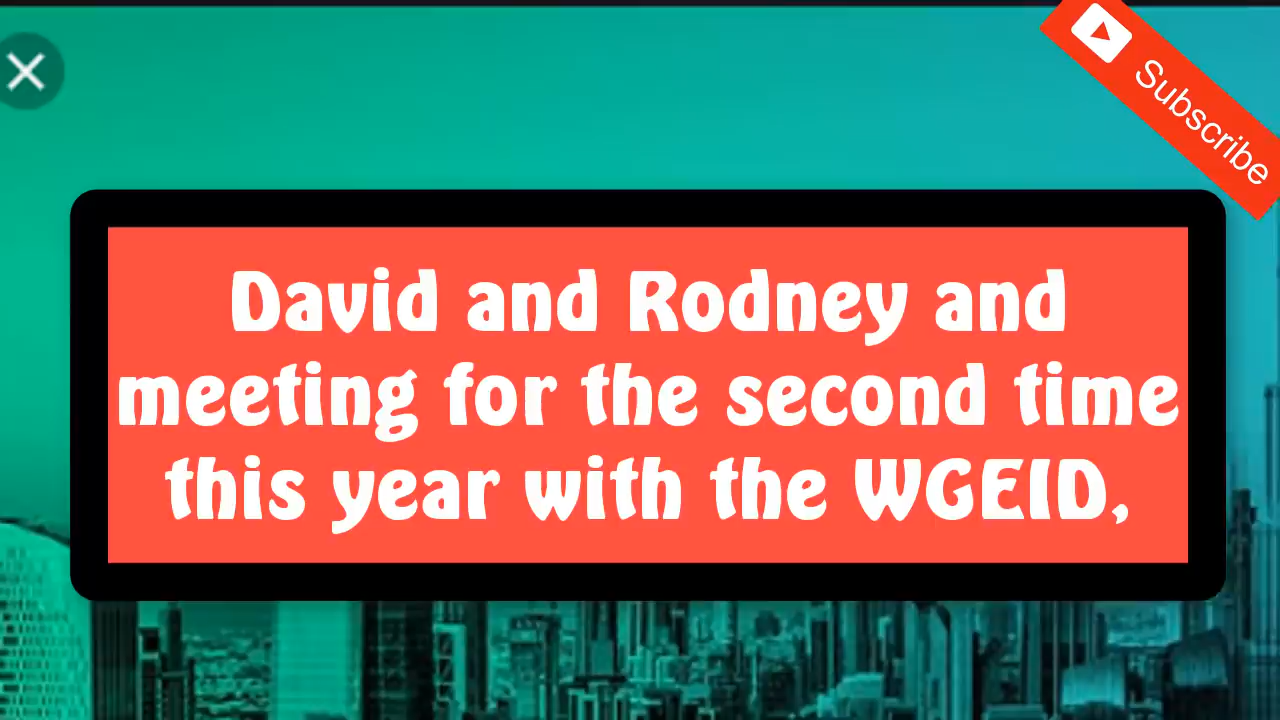 Subscribe
David and Rodney and
meeting for the second time
this year with the WGEID,